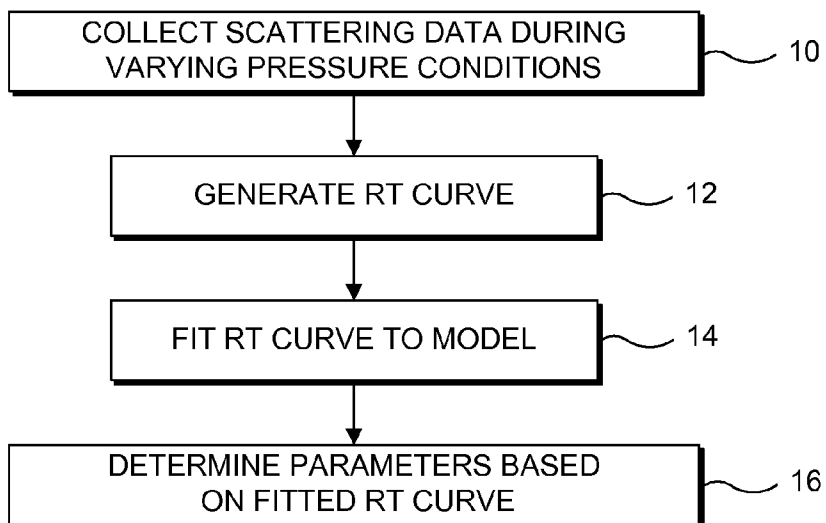 COLLECT SCATTERING DATA DURING
VARYING PRESSURE CONDITIONS
10
GENERATE RT CURVE
12
FIT RT CURVE TO MODEL
14
DETERMINE PARAMETERS BASED
ON FITTED RT CURVE
16